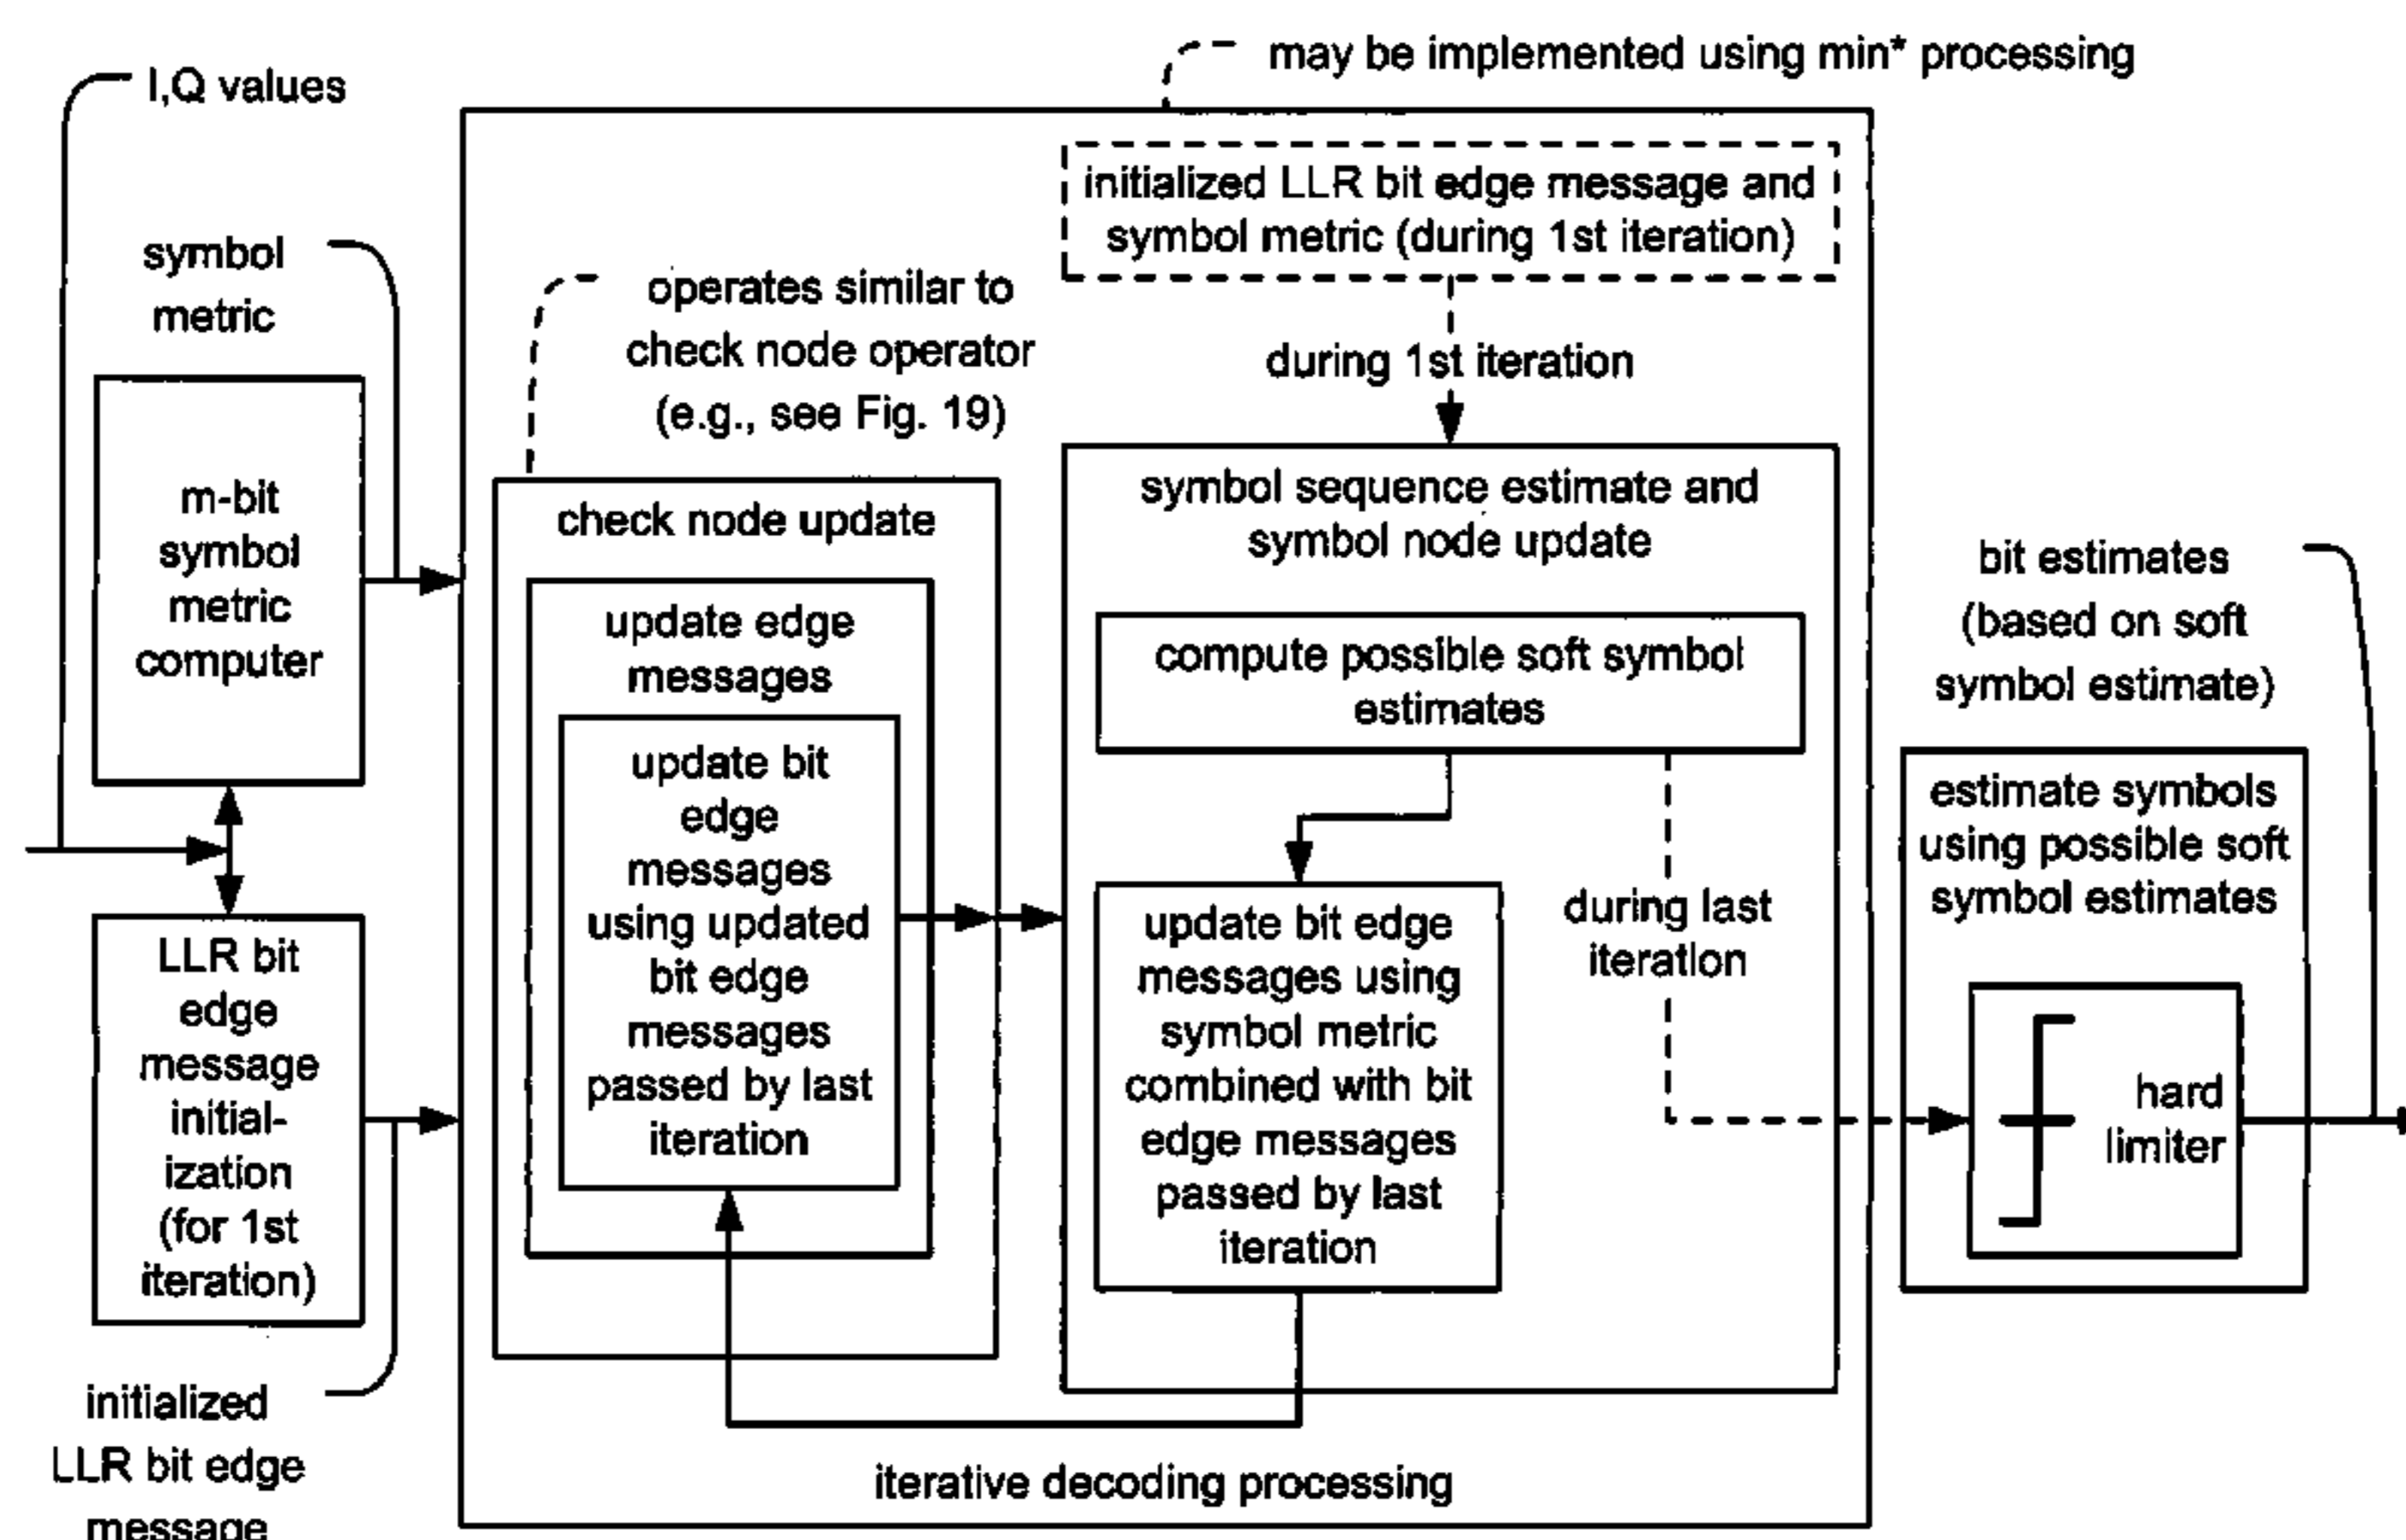 may be implemented using min* processing
I,Q values
initialized LLR bit edge message and
symbol metric (during 1st iteration)
symbol
metric
operates similar to
check node operator
(e.g., see Fig. 19)
during 1st iteration
m-bit
symbol
metric
computer
check node update
update edge
messages
update bit
edge
messages
using updated
bit edge
messages
passed by last
iteration
symbol sequence estimate and
symbol node update
compute possible soft symbol
estimates
update bit edge
messages using
symbol metric
combined with bit
edge messages
passed by last
iteration
during last
iteration
bit estimates
(based on soft
symbol estimate)
estimate symbols
using possible soft
symbol estimates
hard
limiter
LLR bit
edge
message
initial-
ization
(for 1st
iteration)
initialized
LLR bit edge
message
iterative decoding processing